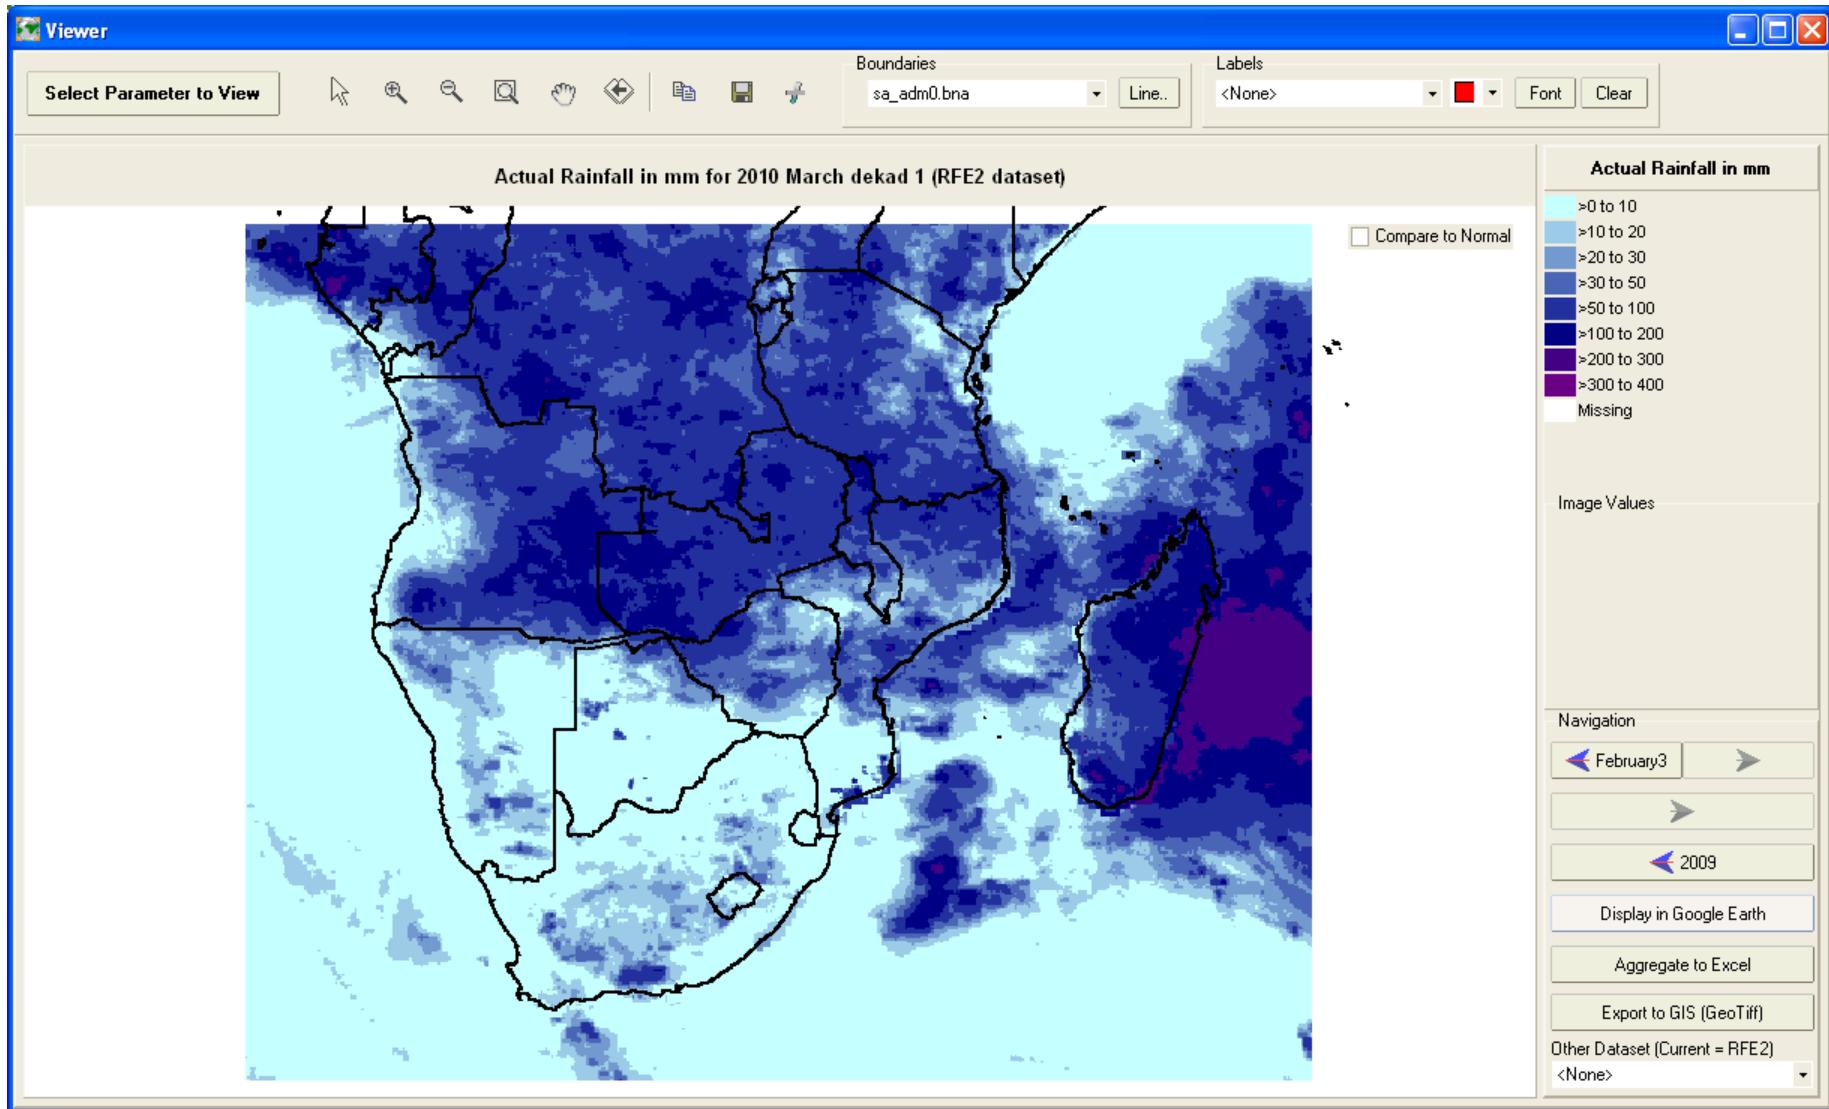 Viewer
Select Parameter to View
Boundaries
sa_adm0.bna
Line..
Labels
<None>
Font
Clear
Actual Rainfall in mm for 2010 March dekad 1 (RFE2 dataset)
Compare to Normal
Actual Rainfall in mm
>0 to 10
>10 to 20
>20 to 30
>30 to 50
>50 to 100
>100 to 200
>200 to 300
>300 to 400
Missing
Image Values
Navigation
February3
2009
Display in Google Earth
Aggregate to Excel
Export to GIS (GeoTiff)
Other Dataset (Current = RFE2)
<None>